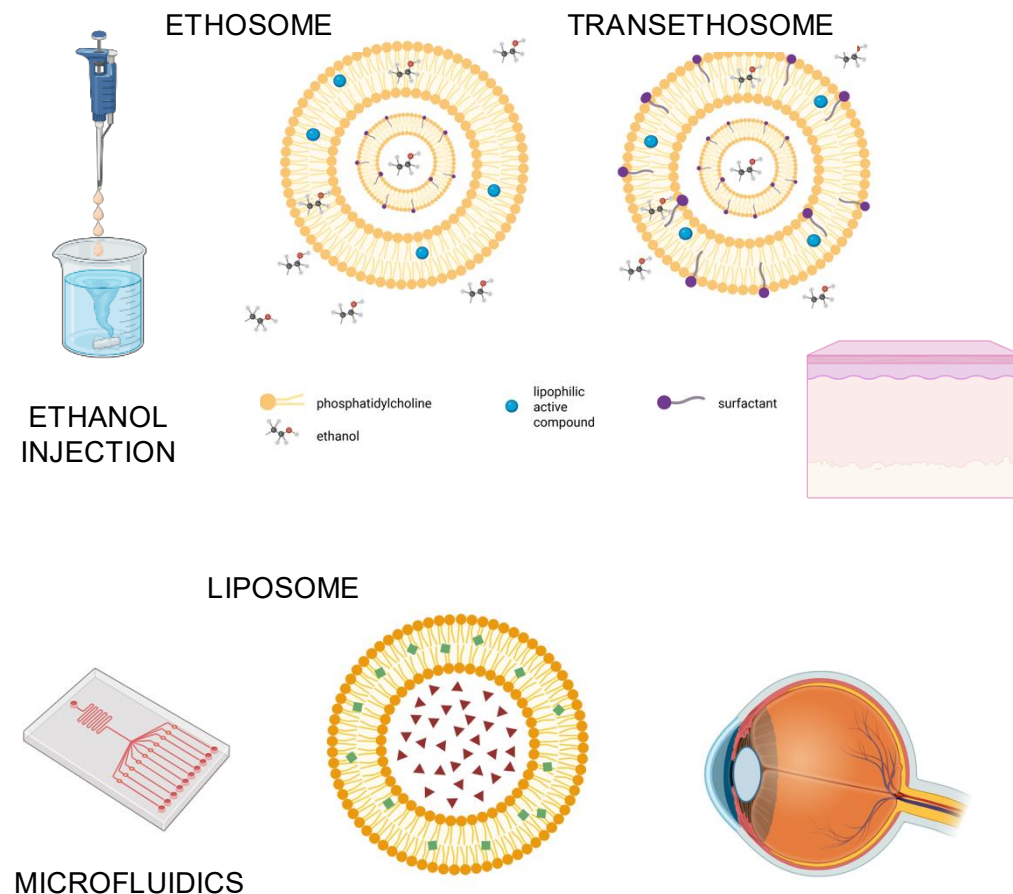 ETHOSOME
TRANSETHOSOME
ETHANOL
INJECTION
phosphatidylcholine
ethanol
lipophilic
active
compound
surfactant
LIPOSOME
MICROFLUIDICS